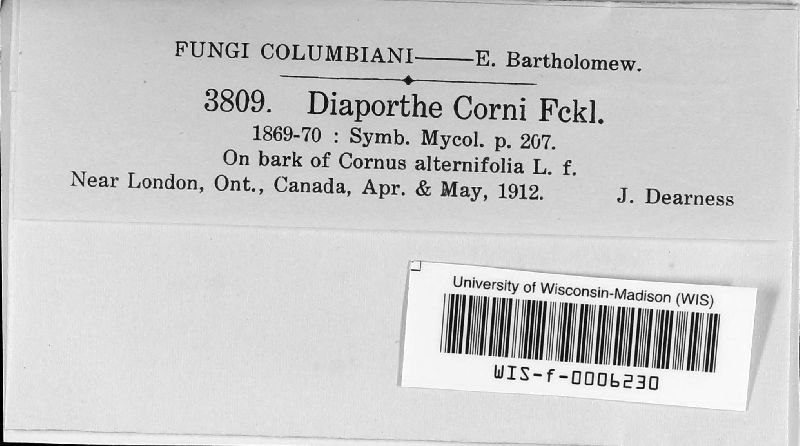 FUNGI COLUMBIANI——E. Bartholomew.
3809. Diaporthe Corni Fckl.
1869-70 : Symb. Mycol. p. 207.
On bark of Cornus alternifolia L. f.
Near London, Ont., Canada, Apr. & May, 1912. J. Dearness
University of Wisconsin-Madison (WIS)
WIS-f-0006230